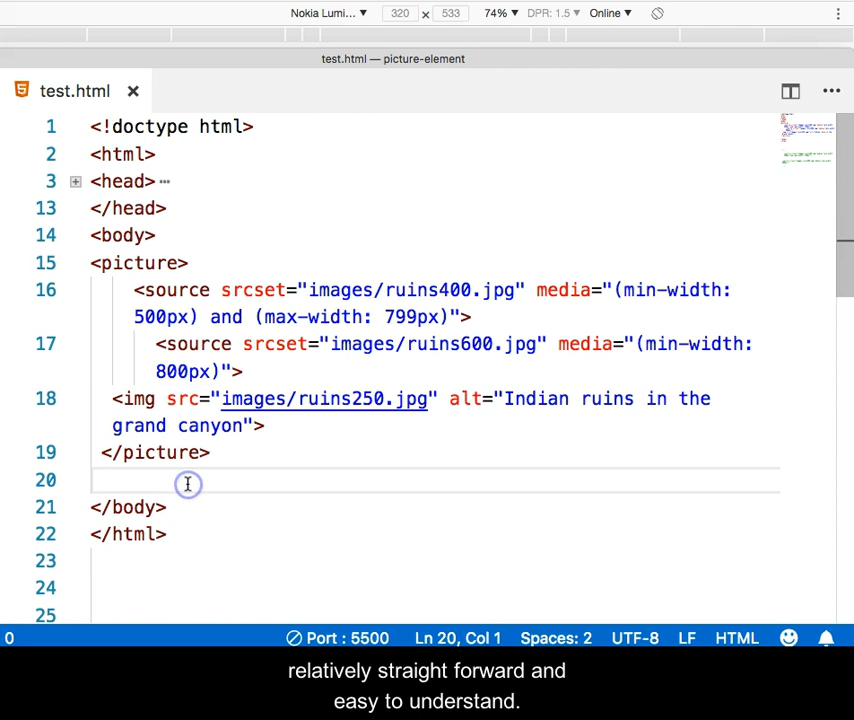 Nokia Lumi... ▼ 320 x 533 74% ▼ DPR: 1.5 ▼ Online ▼
test.html — picture-element
test.html
1 <!doctype html>
2 <html>
3 <head> ...
13 </head>
14 <body>
15 <picture>
16 <source srcset="images/ruins400.jpg" media="(min-width:
500px) and (max-width: 799px)">
17 <source srcset="images/ruins600.jpg" media="(min-width:
800px)">
18 <img src="images/ruins250.jpg" alt="Indian ruins in the
grand canyon">
19 </picture>
20
21 </body>
22 </html>
23
24
25
0 Port : 5500 Ln 20, Col 1 Spaces: 2 UTF-8 LF HTML
relatively straight forward and
easy to understand.